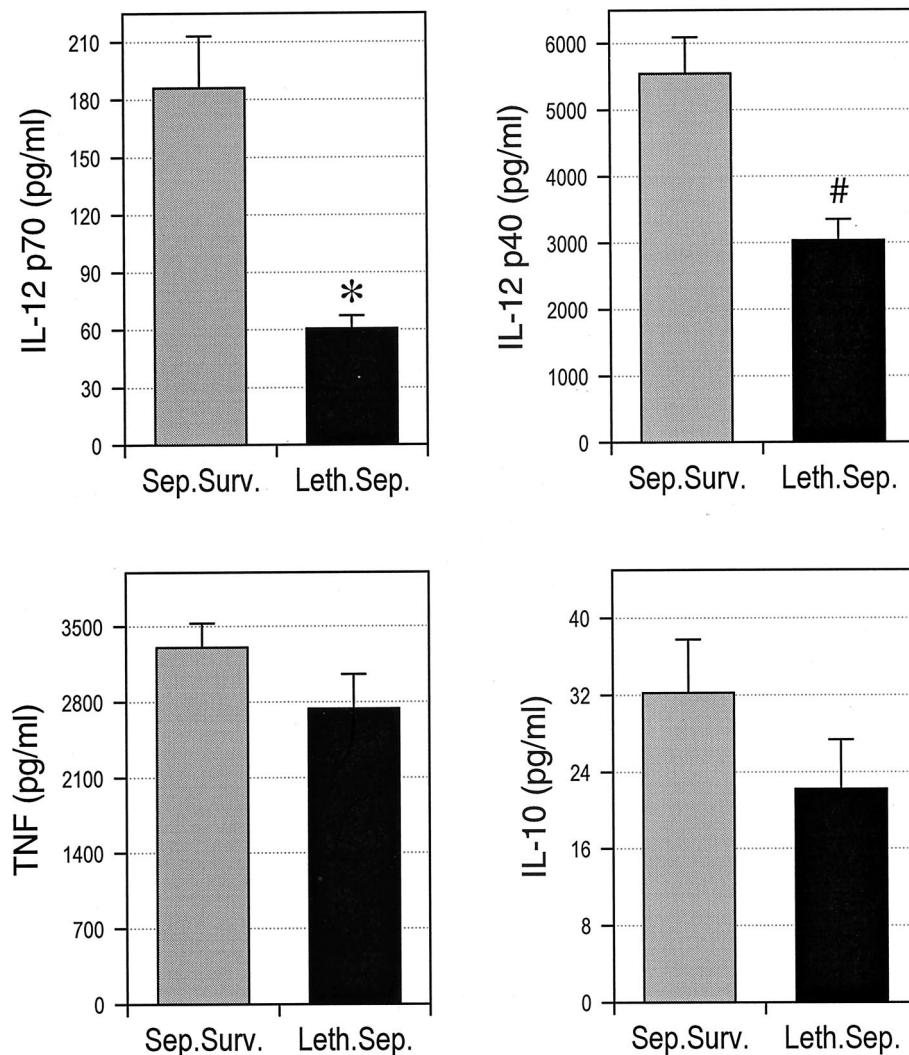 IL-12 p70 (pg/ml)
210
180
150
120
90
60
30
0
*
Sep.Surv.
Leth.Sep.
IL-12 p40 (pg/ml)
6000
5000
4000
3000
2000
1000
0
#
Sep.Surv.
Leth.Sep.
TNF (pg/ml)
3500
2800
2100
1400
700
0
Sep.Surv.
Leth.Sep.
IL-10 (pg/ml)
40
32
24
16
8
0
Sep.Surv.
Leth.Sep.